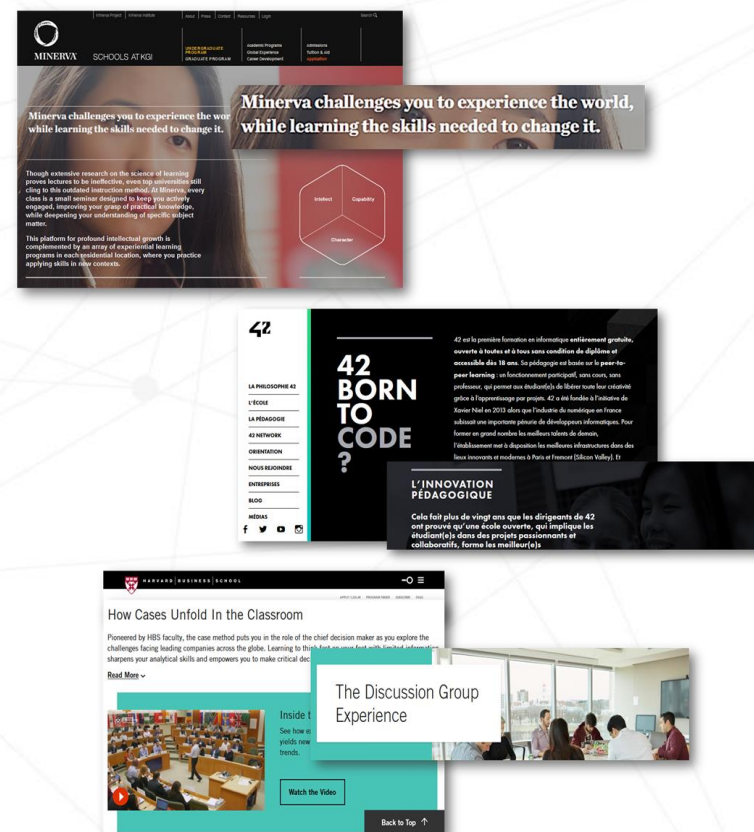 Minerva Project
Minerva Institute
About
Press
Contact
Resources
Login
Search
MINERVA
SCHOOLS AT KGI
UNDERGRADUATE
PROGRAM
GRADUATE PROGRAM
Academic Programs
Global Experience
Career Development
Admissions
Tuition & Aid
Application
Minerva challenges you to experience the wor
while learning the skills needed to change it.
Minerva challenges you to experience the world,
while learning the skills needed to change it.
Though extensive research on the science of learning
proves lectures to be ineffective, even top universities still
cling to this outdated instruction method. At Minerva, every
class is a small seminar designed to keep you actively
engaged, improving your grasp of practical knowledge,
while deepening your understanding of specific subject
matter.
This platform for profound intellectual growth is
complemented by an array of experiential learning
programs in each residential location, where you practice
applying skills in new contexts.
Intellect
Capability
Character
42
LA PHILOSOPHIE 42
L'ÉCOLE
LA PÉDAGOGIE
42 NETWORK
ORIENTATION
NOUS REJOINDRE
ENTREPRISES
BLOG
MÉDIAS
42
BORN
TO
CODE
?
42 est la première formation en informatique entièrement gratuite,
ouverte à toutes et à tous sans condition de diplôme et
accessible dès 18 ans. Sa pédagogie est basée sur le peer-to-
peer learning : un fonctionnement participatif, sans cours, sans
professeur, qui permet aux étudiant(e)s de libérer toute leur créativité
grâce à l'apprentissage par projets. 42 a été fondée à l'initiative de
Xavier Niel en 2013 alors que l'industrie du numérique en France
subissait une importante pénurie de développeurs informatiques. Pour
former en grand nombre les meilleurs talents de demain,
l'établissement met à disposition les meilleures infrastructures dans des
lieux innovants et modernes à Paris et Fremont (Silicon Valley). Et
L'INNOVATION
PÉDAGOGIQUE
Cela fait plus de vingt ans que les dirigeants de 42
ont prouvé qu'une école ouverte, qui implique les
étudiant(e)s dans des projets passionnants et
collaboratifs, forme les meilleur(e)s
HARVARD BUSINESS SCHOOL
How Cases Unfold In the Classroom
Pioneered by HBS faculty, the case method puts you in the role of the chief decision maker as you explore the
challenges facing leading companies across the globe. Learning to think fast on your feet with limited information
sharpens your analytical skills and empowers you to make critical dec
Read More
Inside t
See how e
yields new
trends.
Watch the Video
Back to Top
The Discussion Group
Experience